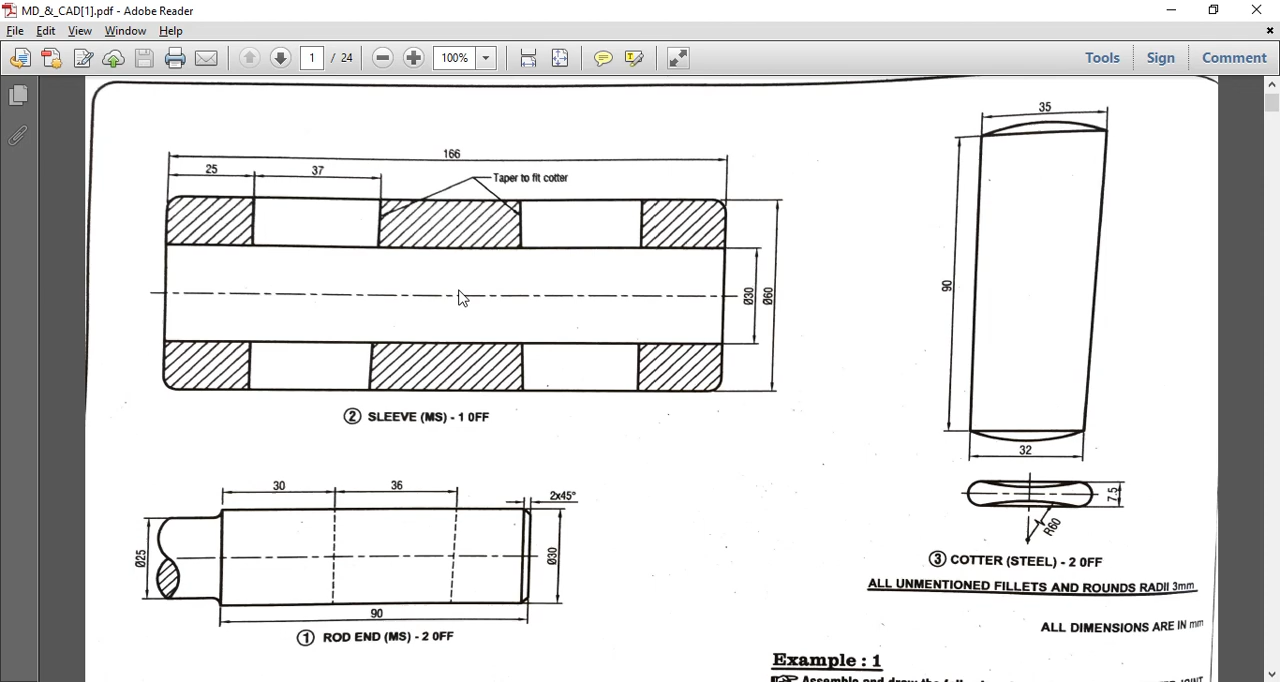 MD_&_CAD[1].pdf - Adobe Reader
File Edit View Window Help
1 / 24 100% Tools Sign Comment
35
166
25 37 Taper to fit cotter
Ø30 Ø60
90
② SLEEVE (MS) - 1 OFF
32
30 36 2x45°
Ø25 Ø30
7.5
R60
③ COTTER (STEEL) - 2 OFF
ALL UNMENTIONED FILLETS AND ROUNDS RADII 3mm
90
① ROD END (MS) - 2 OFF
ALL DIMENSIONS ARE IN mm
Example : 1